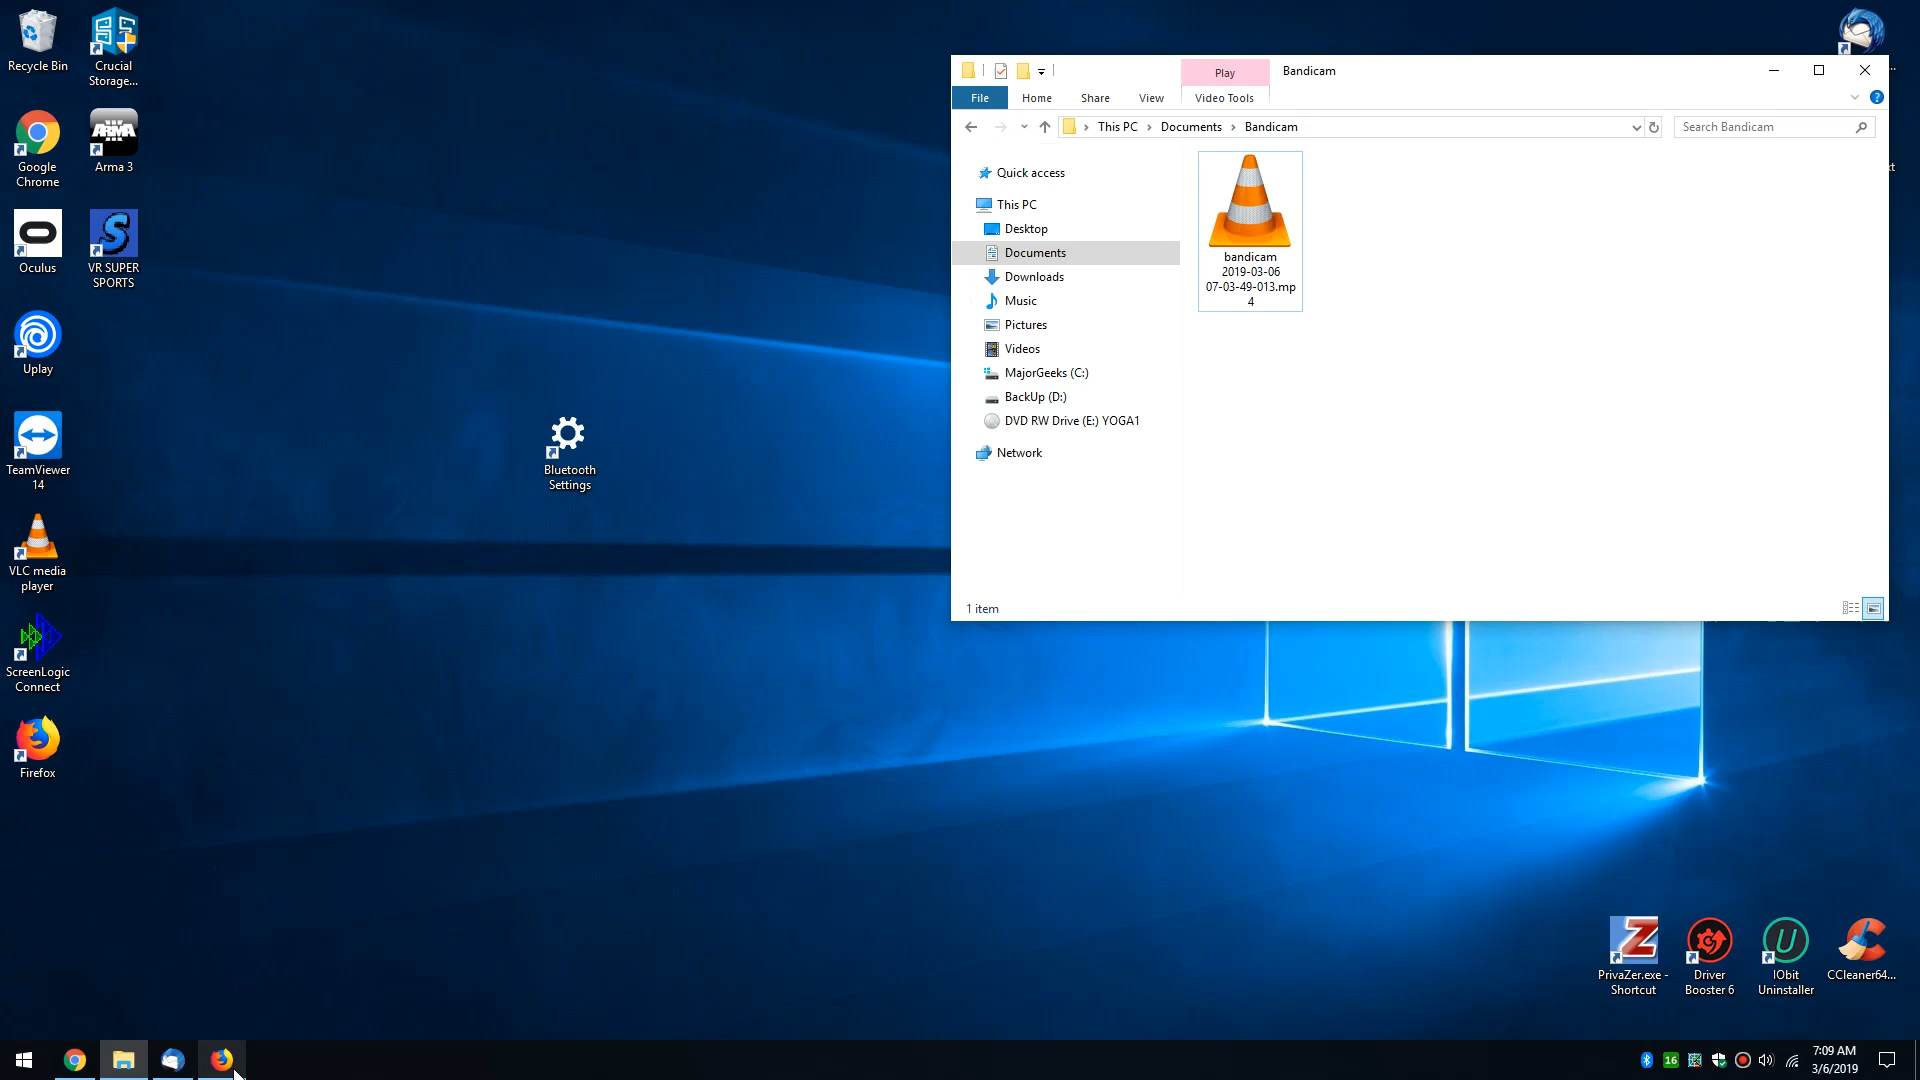 Recycle Bin
Crucial
Storage...
Google
Chrome
ARMA
Arma 3
Oculus
VR SUPER
SPORTS
Uplay
TeamViewer
14
VLC media
player
ScreenLogic
Connect
Firefox
Bluetooth
Settings
Play
Bandicam
File
Home
Share
View
Video Tools
This PC
Documents
Bandicam
Search Bandicam
Quick access
This PC
Desktop
Documents
Downloads
Music
Pictures
Videos
MajorGeeks (C:)
BackUp (D:)
DVD RW Drive (E:) YOGA1
Network
bandicam
2019-03-06
07-03-49-013.mp
4
1 item
PrivaZer.exe -
Shortcut
Driver
Booster 6
IObit
Uninstaller
CCleaner64...
16
7:09 AM
3/6/2019